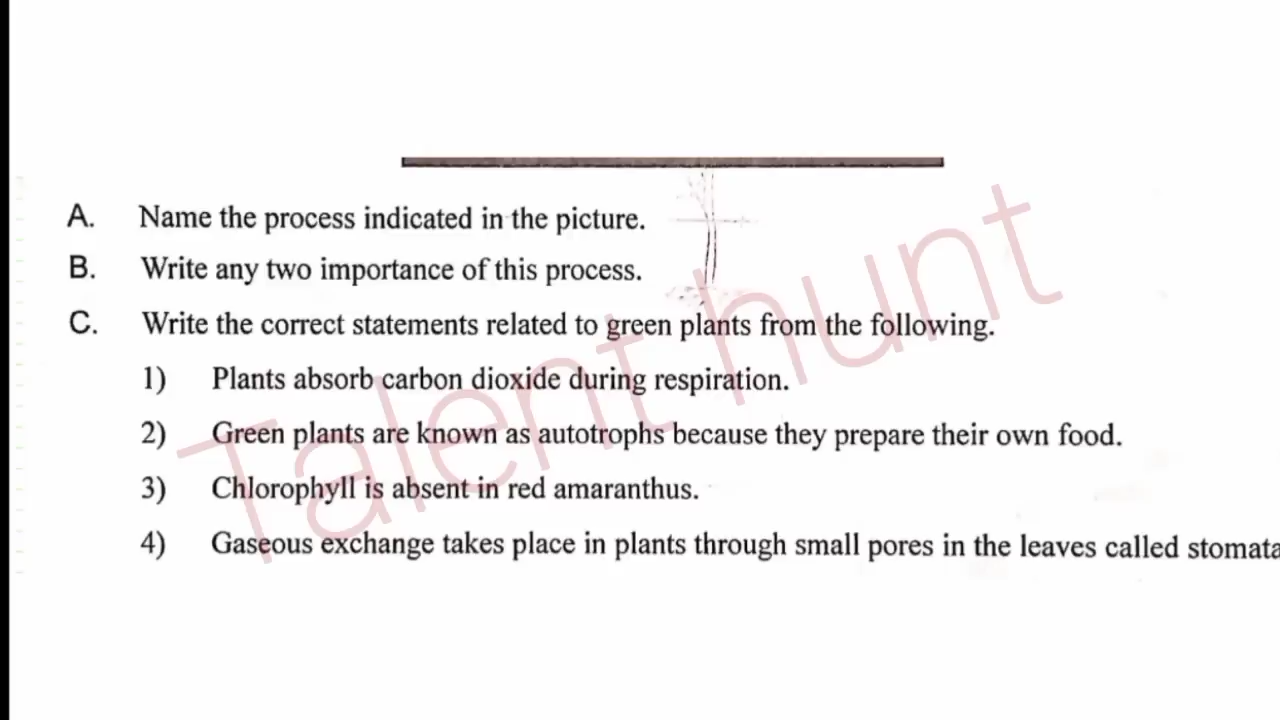 A. Name the process indicated in the picture.
B. Write any two importance of this process.
C. Write the correct statements related to green plants from the following.
1) Plants absorb carbon dioxide during respiration.
2) Green plants are known as autotrophs because they prepare their own food.
3) Chlorophyll is absent in red amaranthus.
4) Gaseous exchange takes place in plants through small pores in the leaves called stomata
Talent hunt